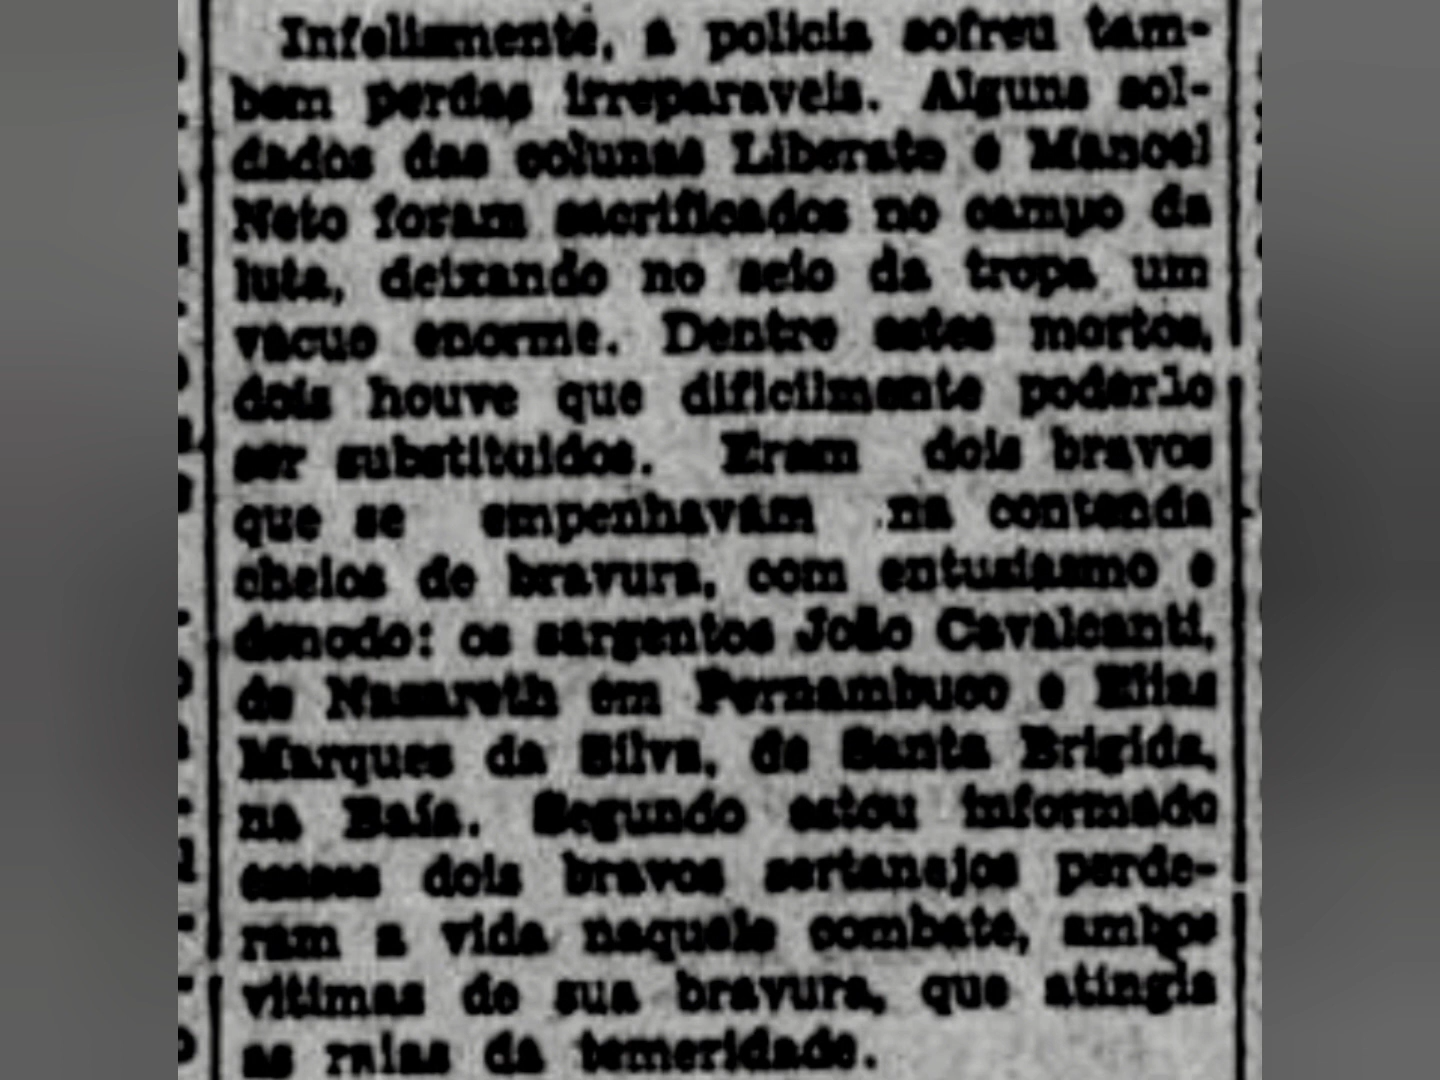 Infelismente, a policia sofreu tam-
bem perdas irreparaveis. Alguns sol-
dados das colunas Liberato e Manoel
Neto foram sacrificados no campo da
luta, deixando no seio da tropa um
vacuo enorme. Dentre estes mortos,
dois houve que dificilmente poderlo
ser substituidos. Eram dois bravos
que se empenhavam na contenda
cheios de bravura, com entusiasmo e
denodo: os sargentos João Cavalcanti,
de Nasareth em Pernambuco e Elias
Marques da Silva, de Santa Brigida,
na Baía. Segundo estou informado
esses dois bravos sertanejos perde-
ram a vida naquele combate, ambos
vitimas de sua bravura, que atingia
as raias da temeridade.